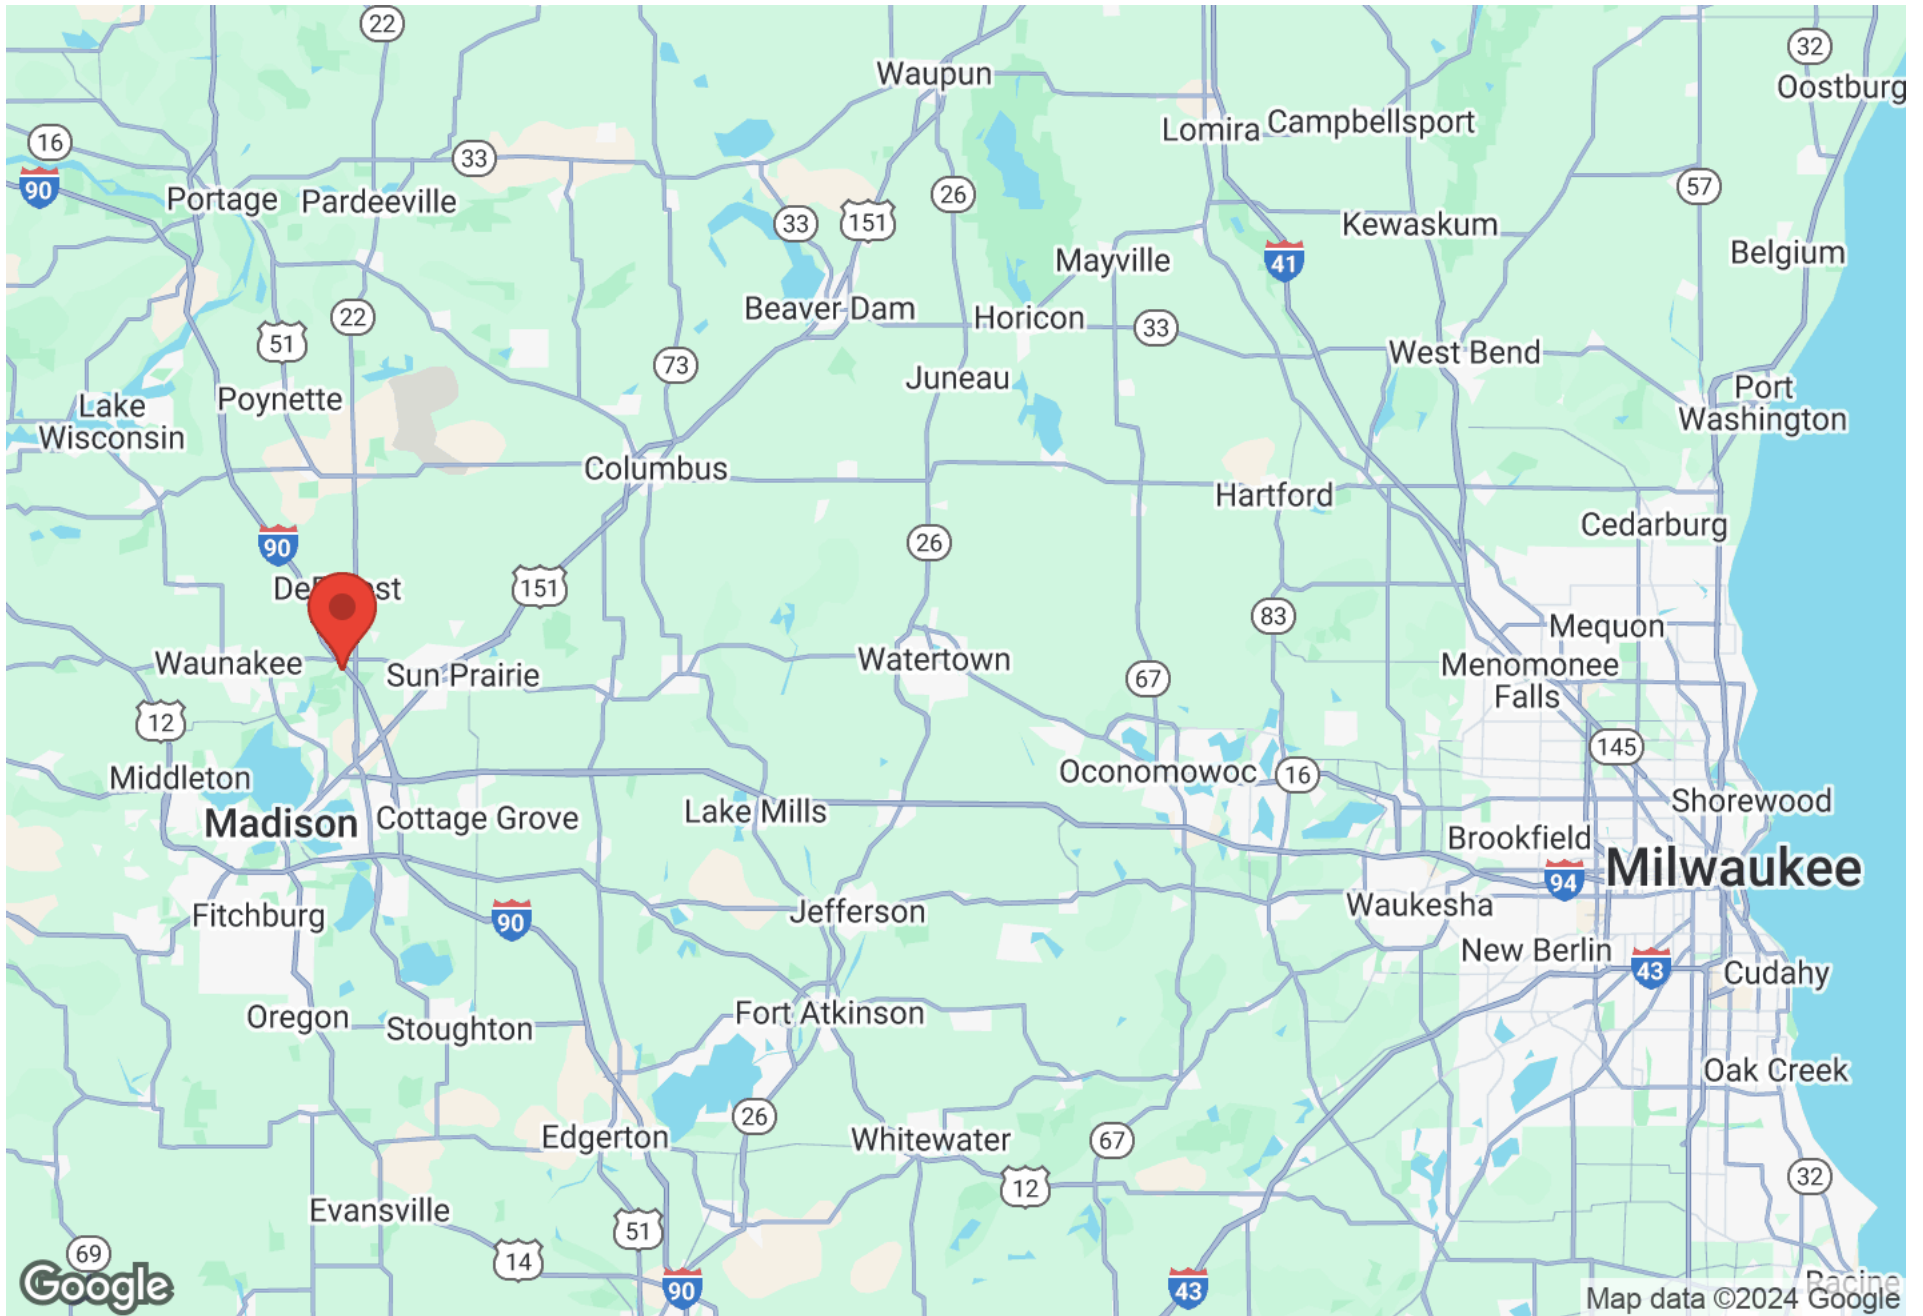 22
32
Waupun
Oostburg
Lomira
Campbellsport
16
33
90
57
Portage
Pardeeville
26
33
151
Kewaskum
Belgium
Mayville
41
Beaver Dam
Horicon
22
33
51
West Bend
73
Juneau
Port
Washington
Poynette
Lake
Wisconsin
Columbus
Hartford
Cedarburg
90
26
151
83
Mequon
Waunakee
Sun Prairie
Watertown
Menomonee
Falls
67
12
145
Middleton
Oconomowoc
16
Shorewood
Madison
Cottage Grove
Lake Mills
Brookfield
Milwaukee
94
Fitchburg
90
Jefferson
Waukesha
New Berlin
43
Cudahy
Oregon
Stoughton
Fort Atkinson
Oak Creek
26
Edgerton
Whitewater
67
12
32
Evansville
51
69
14
90
43
Racine
Google
Map data ©2024 Google